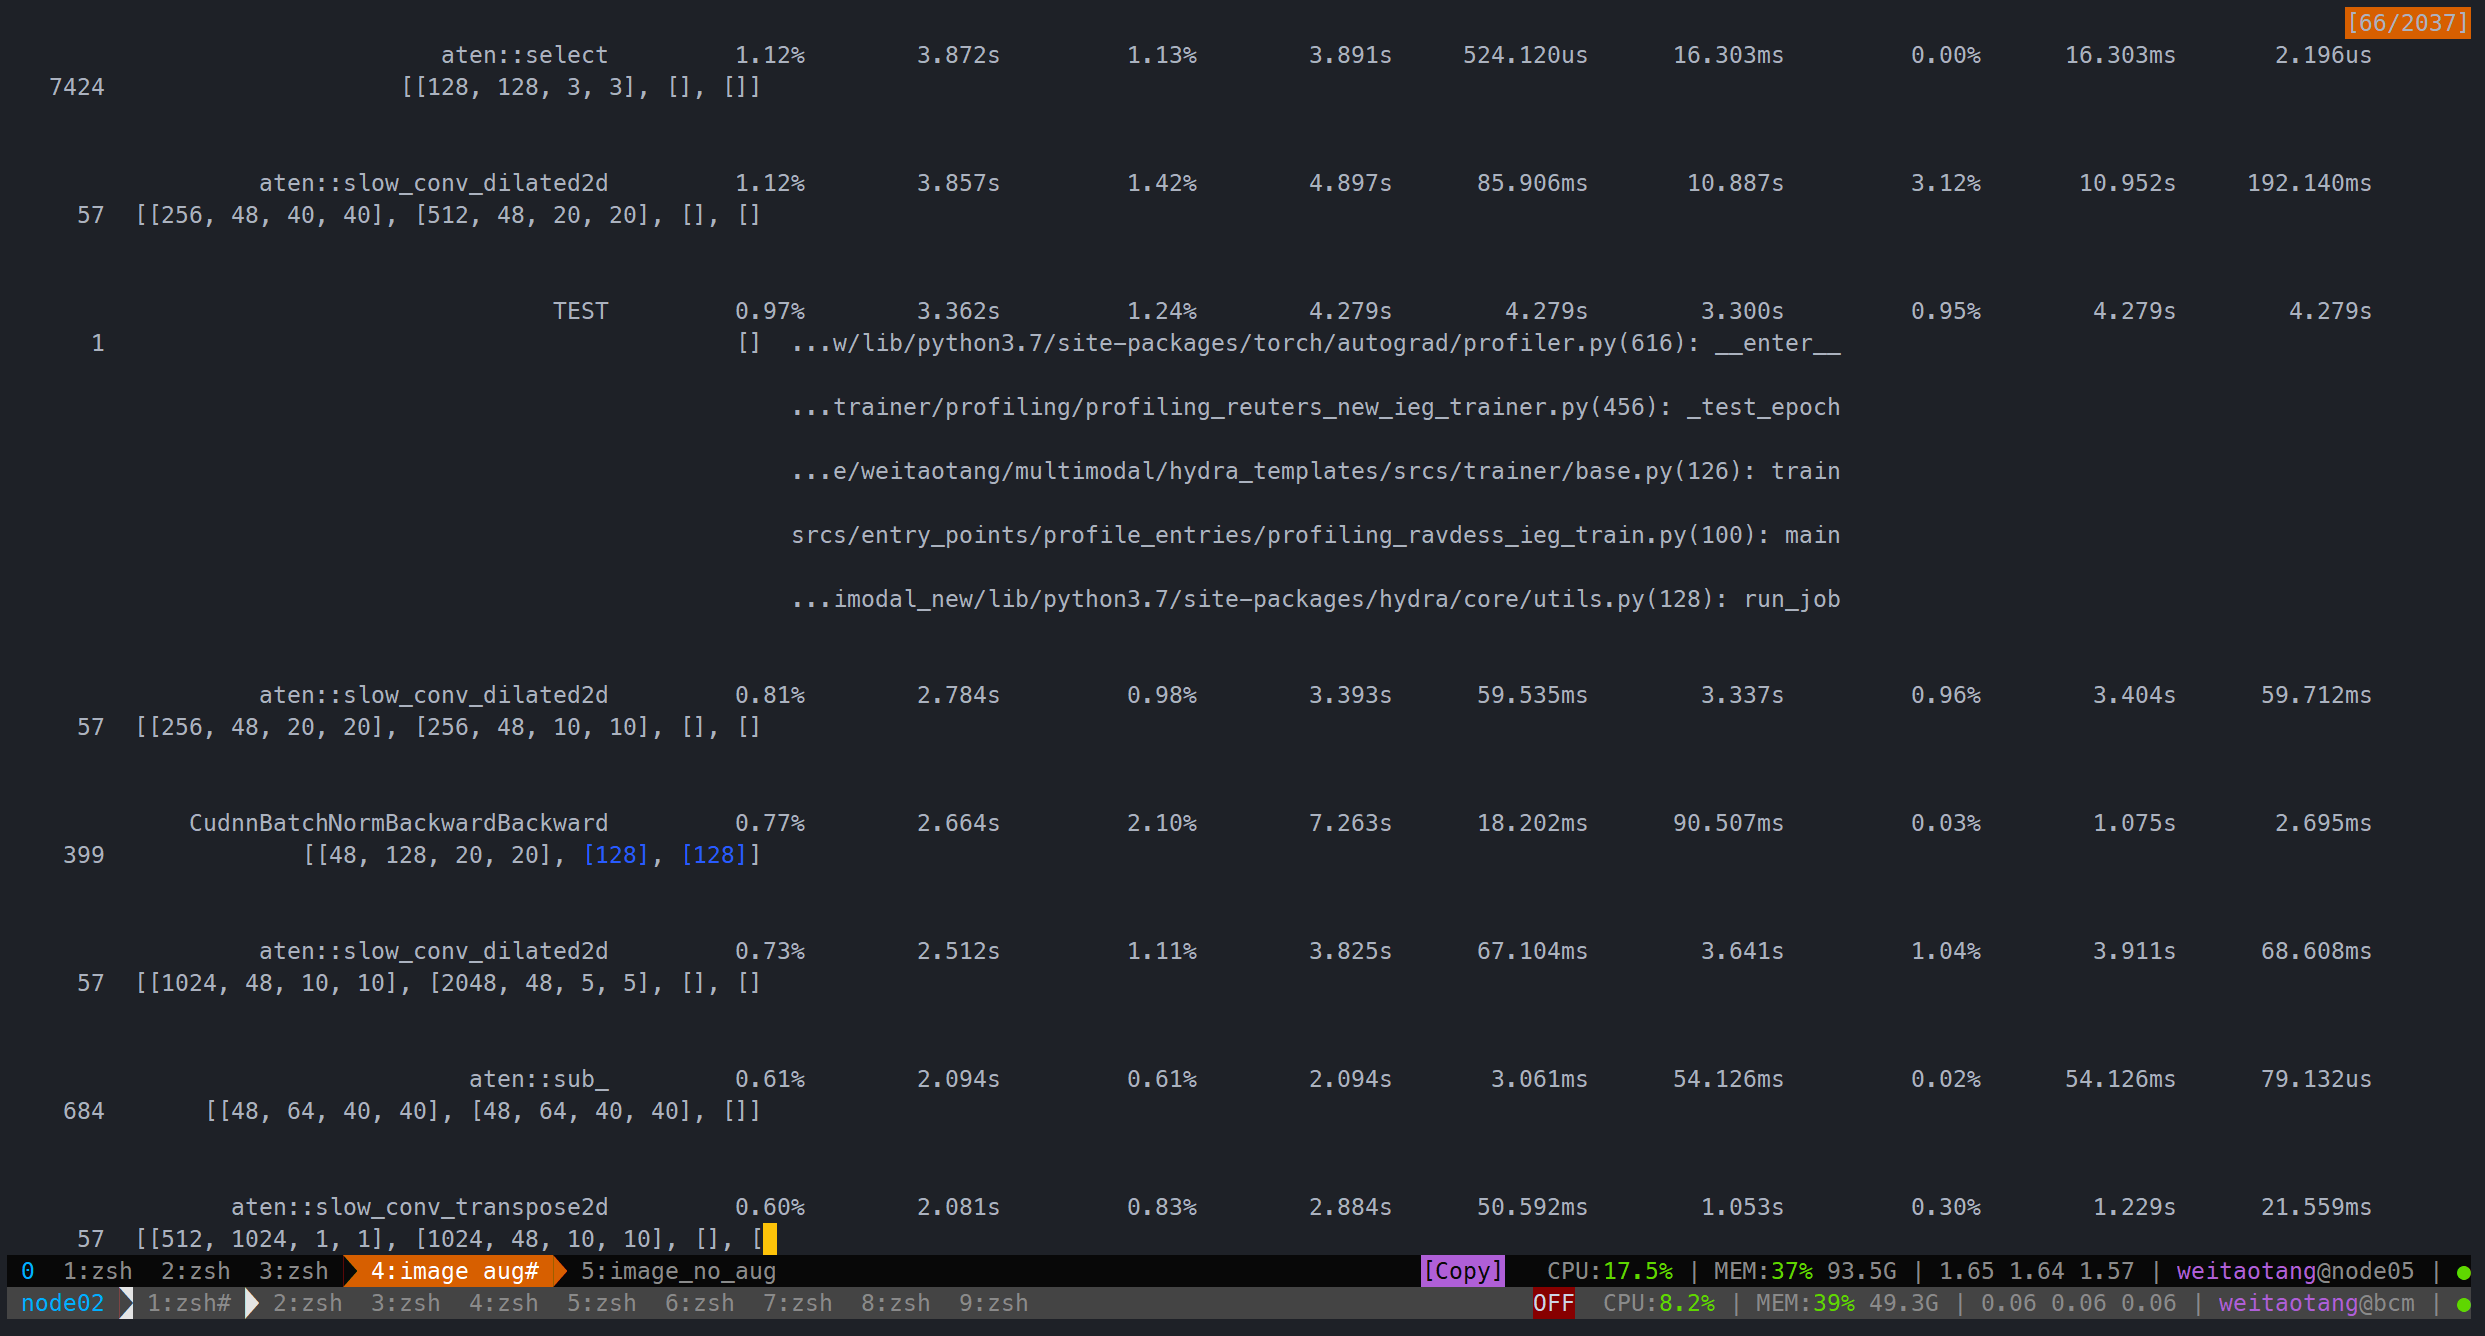 [66/2037]
aten::select 1.12% 3.872s 1.13% 3.891s 524.120us 16.303ms 0.00% 16.303ms 2.196us
7424 [[128, 128, 3, 3], [], []]
aten::slow_conv_dilated2d 1.12% 3.857s 1.42% 4.897s 85.906ms 10.887s 3.12% 10.952s 192.140ms
57 [[256, 48, 40, 40], [512, 48, 20, 20], [], []
TEST 0.97% 3.362s 1.24% 4.279s 4.279s 3.300s 0.95% 4.279s 4.279s
1 [] ...w/lib/python3.7/site-packages/torch/autograd/profiler.py(616): __enter__
...trainer/profiling/profiling_reuters_new_ieg_trainer.py(456): _test_epoch
...e/weitaotang/multimodal/hydra_templates/srcs/trainer/base.py(126): train
srcs/entry_points/profile_entries/profiling_ravdess_ieg_train.py(100): main
...imodal_new/lib/python3.7/site-packages/hydra/core/utils.py(128): run_job
aten::slow_conv_dilated2d 0.81% 2.784s 0.98% 3.393s 59.535ms 3.337s 0.96% 3.404s 59.712ms
57 [[256, 48, 20, 20], [256, 48, 10, 10], [], []
CudnnBatchNormBackwardBackward 0.77% 2.664s 2.10% 7.263s 18.202ms 90.507ms 0.03% 1.075s 2.695ms
399 [[48, 128, 20, 20], [128], [128]]
aten::slow_conv_dilated2d 0.73% 2.512s 1.11% 3.825s 67.104ms 3.641s 1.04% 3.911s 68.608ms
57 [[1024, 48, 10, 10], [2048, 48, 5, 5], [], []
aten::sub_ 0.61% 2.094s 0.61% 2.094s 3.061ms 54.126ms 0.02% 54.126ms 79.132us
684 [[48, 64, 40, 40], [48, 64, 40, 40], []]
aten::slow_conv_transpose2d 0.60% 2.081s 0.83% 2.884s 50.592ms 1.053s 0.30% 1.229s 21.559ms
57 [[512, 1024, 1, 1], [1024, 48, 10, 10], [], [
0 1:zsh 2:zsh 3:zsh 4:image aug# 5:image_no_aug [Copy] CPU:17.5% | MEM:37% 93.5G | 1.65 1.64 1.57 | weitaotang@node05 | ●
node02 1:zsh# 2:zsh 3:zsh 4:zsh 5:zsh 6:zsh 7:zsh 8:zsh 9:zsh OFF CPU:8.2% | MEM:39% 49.3G | 0.06 0.06 0.06 | weitaotang@bcm | ●